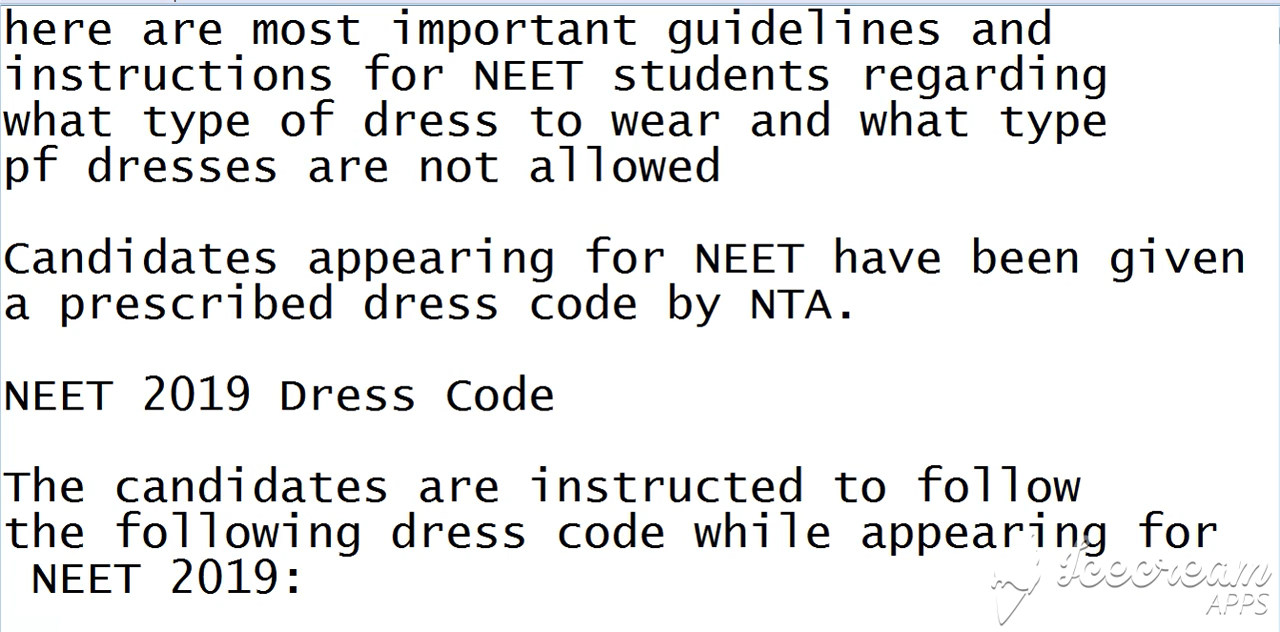 here are most important guidelines and
instructions for NEET students regarding
what type of dress to wear and what type
pf dresses are not allowed
Candidates appearing for NEET have been given
a prescribed dress code by NTA.
NEET 2019 Dress Code
The candidates are instructed to follow
the following dress code while appearing for
NEET 2019:
Icecream
APPS